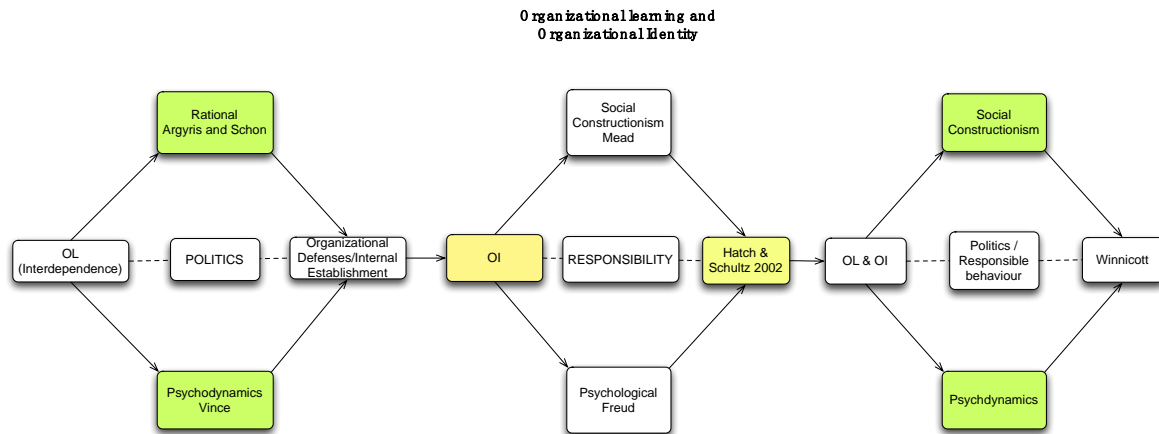 Organizational learning and
Organizational Identity
Rational
Argyris and Schon
Social
Constructionism
Mead
Social
Constructionism
OL
(Interdependence)
POLITICS
Organizational
Defenses/Internal
Establishment
OI
RESPONSIBILITY
Hatch &
Schultz 2002
OL & OI
Politics /
Responsible
behaviour
Winnicott
Psychodynamics
Vince
Psychological
Freud
Psychdynamics